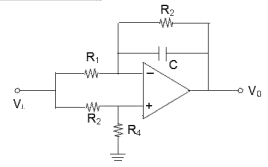 R₂
C
R₁
−
+
Vᵢ
V₀
R₂
R₄